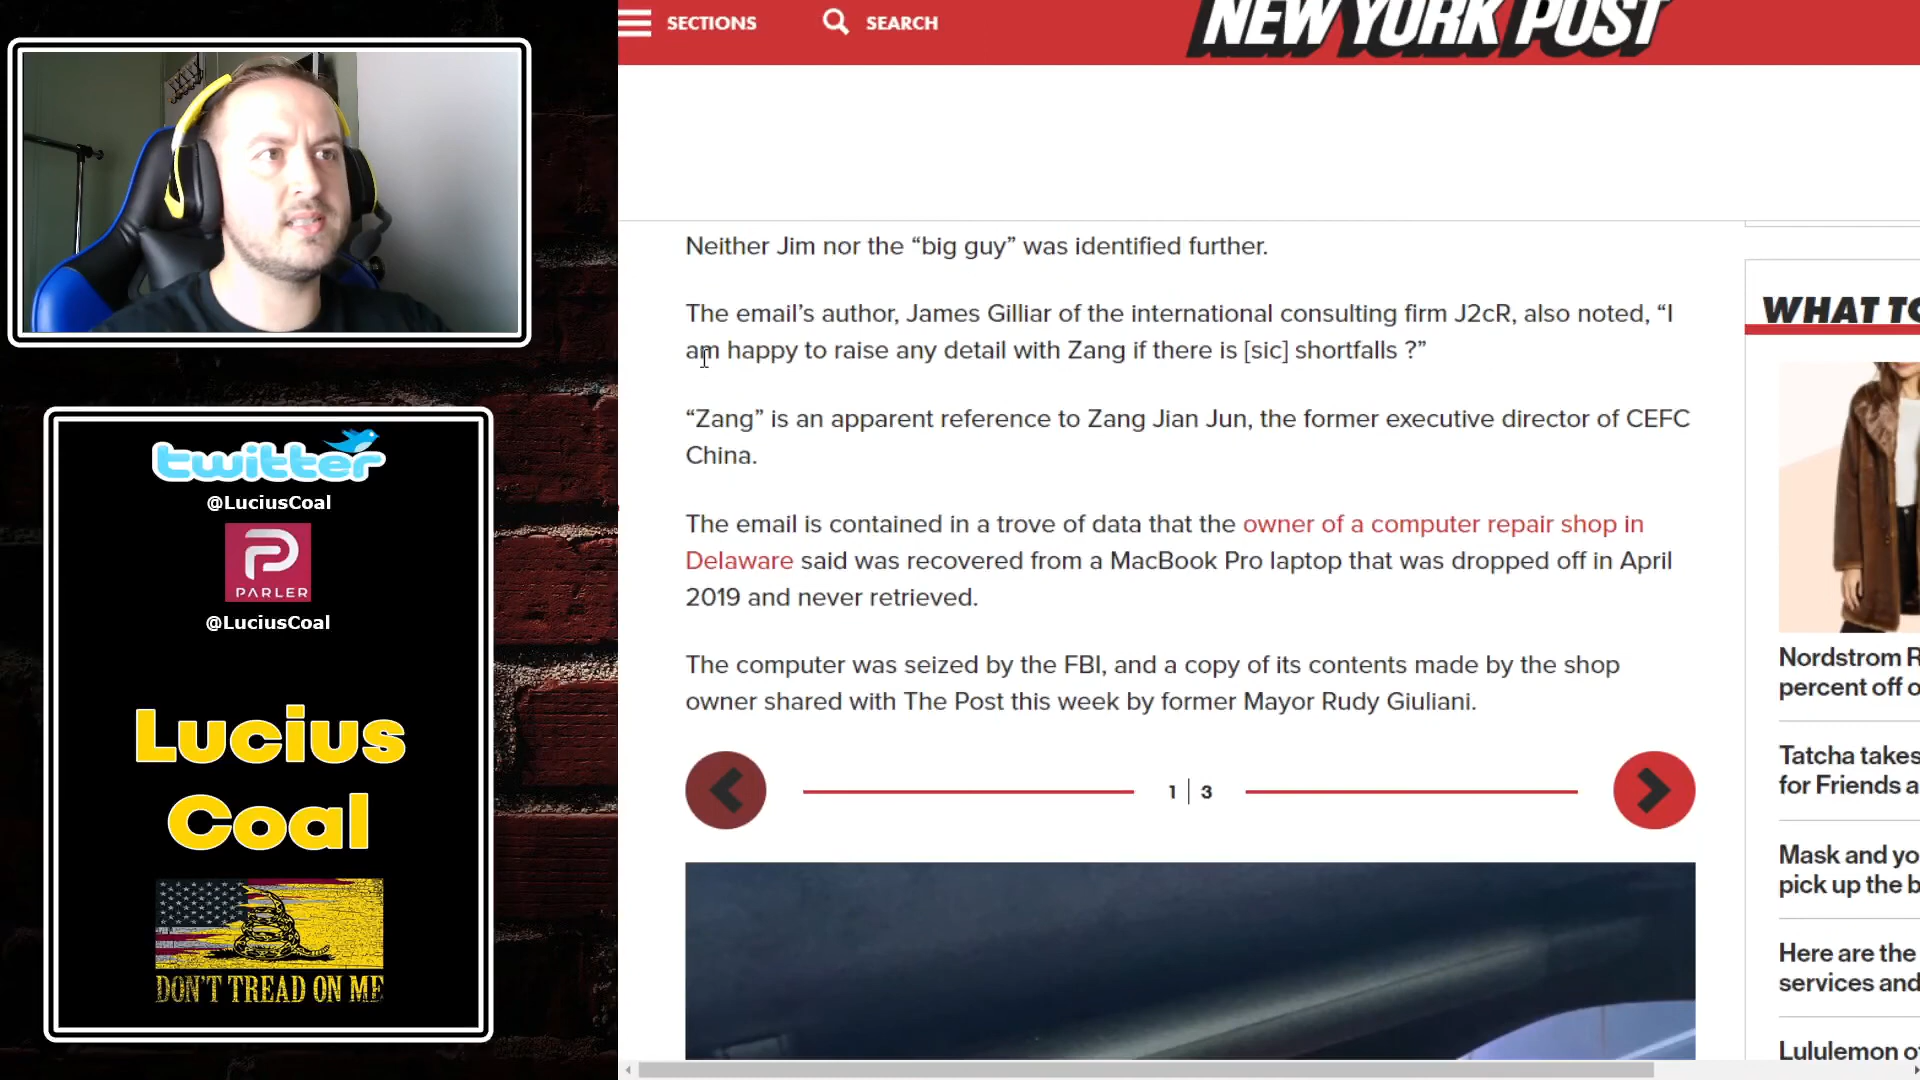 SECTIONS
SEARCH
NEW YORK POST
Neither Jim nor the “big guy” was identified further.
The email’s author, James Gilliar of the international consulting firm J2cR, also noted, “I
am happy to raise any detail with Zang if there is [sic] shortfalls ?”
“Zang” is an apparent reference to Zang Jian Jun, the former executive director of CEFC
China.
The email is contained in a trove of data that the owner of a computer repair shop in
Delaware said was recovered from a MacBook Pro laptop that was dropped off in April
2019 and never retrieved.
The computer was seized by the FBI, and a copy of its contents made by the shop
owner shared with The Post this week by former Mayor Rudy Giuliani.
1 | 3
WHAT TO
Nordstrom R
percent off o
Tatcha takes
for Friends a
Mask and yo
pick up the b
Here are the
services and
Lululemon of
twitter
@LuciusCoal
PARLER
@LuciusCoal
Lucius
Coal
DON'T TREAD ON ME